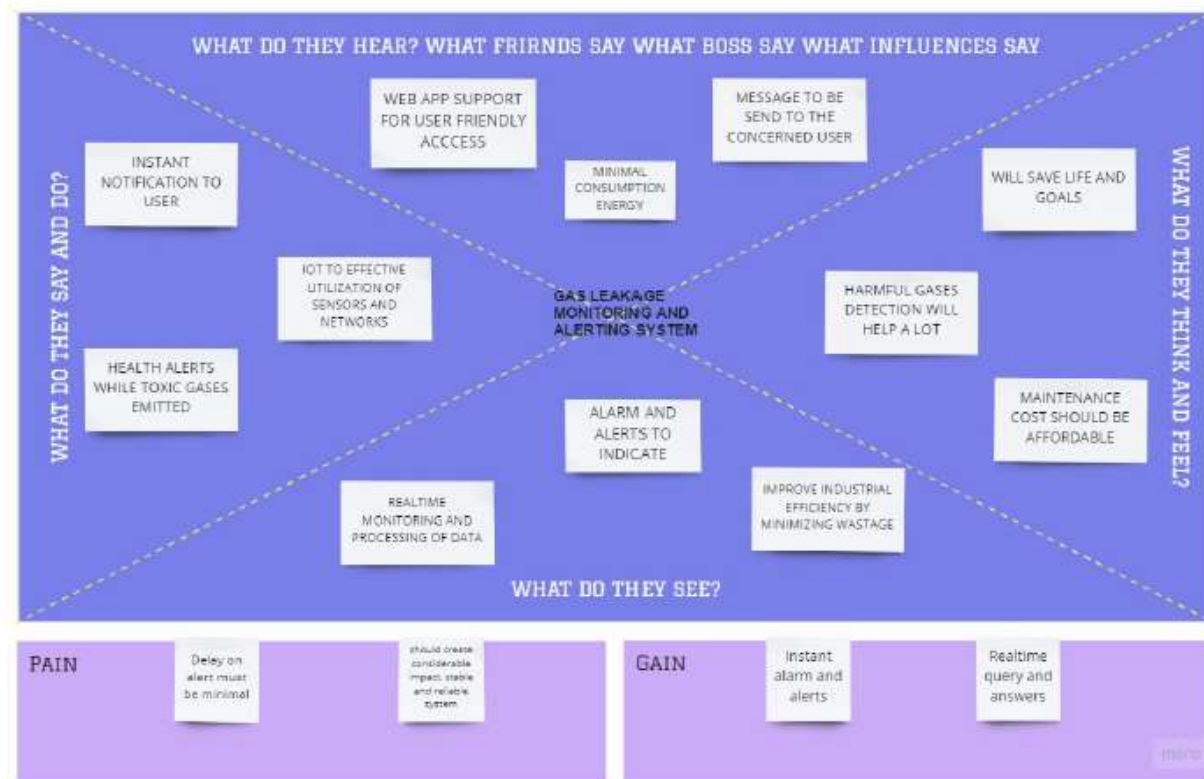 WHAT DO THEY HEAR? WHAT FRIRNDS SAY WHAT BOSS SAY WHAT INFLUENCES SAY
WEB APP SUPPORT
FOR USER FRIENDLY
ACCCESS
MESSAGE TO BE
SEND TO THE
CONCERNED USER
MINIMAL
CONSUMPTION
ENERGY
WHAT DO THEY SAY AND DO?
INSTANT
NOTIFICATION TO
USER
IOT TO EFFECTIVE
UTILIZATION OF
SENSORS AND
NETWORKS
HEALTH ALERTS
WHILE TOXIC GASES
EMITTED
GAS LEAKAGE
MONITORING AND
ALERTING SYSTEM
WILL SAVE LIFE AND
GOALS
HARMFUL GASES
DETECTION WILL
HELP A LOT
MAINTENANCE
COST SHOULD BE
AFFORDABLE
WHAT DO THEY THINK AND FEEL?
ALARM AND
ALERTS TO
INDICATE
REALTIME
MONITORING AND
PROCESSING OF DATA
IMPROVE INDUSTRIAL
EFFICIENCY BY
MINIMIZING WASTAGE
WHAT DO THEY SEE?
PAIN
Delay on
alert must
be minimal
should create
considerable
impact, stable
and reliable
system
GAIN
Instant
alarm and
alerts
Realtime
query and
answers
miro